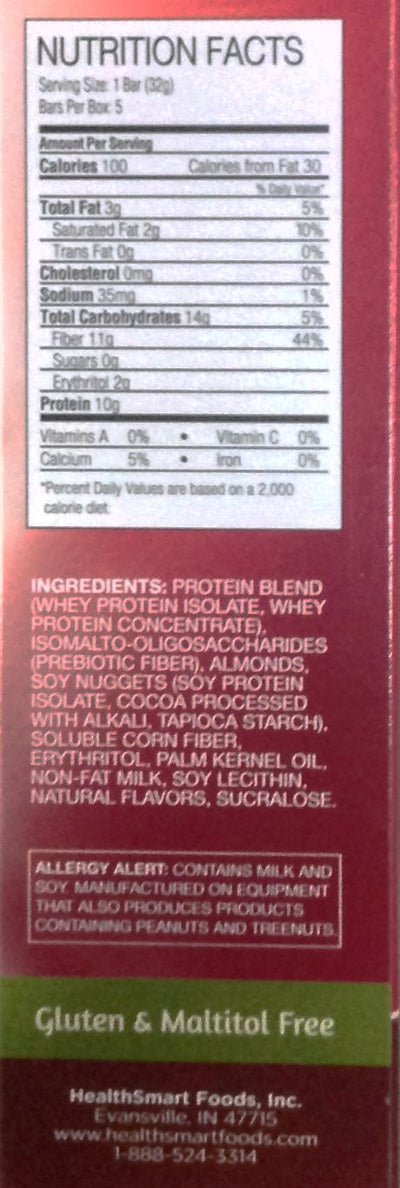 NUTRITION FACTS
Serving Size: 1 Bar (32g)
Bars Per Box: 5
Amount Per Serving
Calories 100 Calories from Fat 30
% Daily Value*
Total Fat 3g 5%
Saturated Fat 2g 10%
Trans Fat 0g 0%
Cholesterol 0mg 0%
Sodium 35mg 1%
Total Carbohydrates 14g 5%
Fiber 11g 44%
Sugars 0g
Erythritol 2g
Protein 10g
Vitamins A 0% • Vitamin C 0%
Calcium 5% • Iron 0%
*Percent Daily Values are based on a 2,000
calorie diet.
INGREDIENTS: PROTEIN BLEND
(WHEY PROTEIN ISOLATE, WHEY
PROTEIN CONCENTRATE),
ISOMALTO-OLIGOSACCHARIDES
(PREBIOTIC FIBER), ALMONDS,
SOY NUGGETS (SOY PROTEIN
ISOLATE, COCOA PROCESSED
WITH ALKALI, TAPIOCA STARCH),
SOLUBLE CORN FIBER,
ERYTHRITOL, PALM KERNEL OIL,
NON-FAT MILK, SOY LECITHIN,
NATURAL FLAVORS, SUCRALOSE.
ALLERGY ALERT: CONTAINS MILK AND
SOY. MANUFACTURED ON EQUIPMENT
THAT ALSO PRODUCES PRODUCTS
CONTAINING PEANUTS AND TREENUTS.
Gluten & Maltitol Free
HealthSmart Foods, Inc.
Evansville, IN 47715
www.healthsmartfoods.com
1-888-524-3314